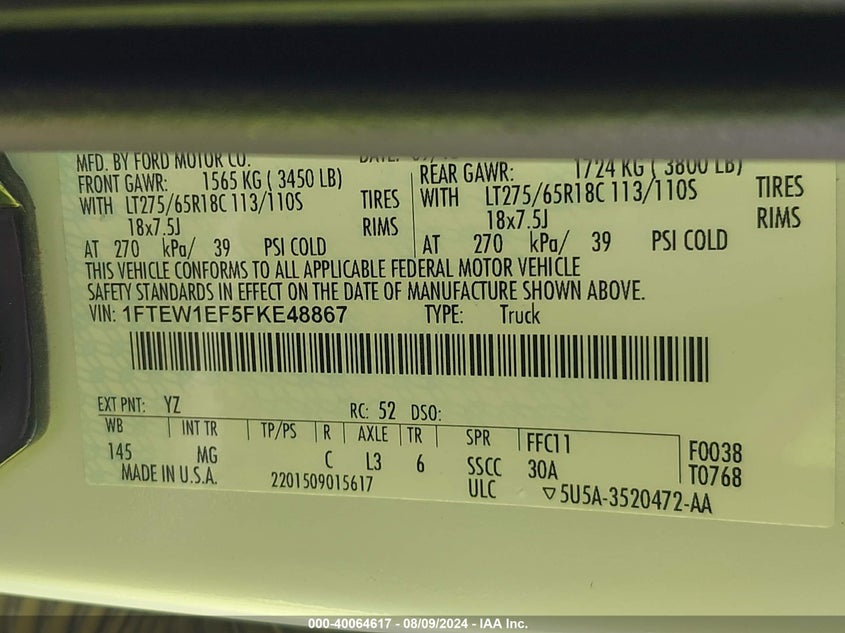 MFD. BY FORD MOTOR CO. DATE:
FRONT GAWR: 1565 KG ( 3450 LB) REAR GAWR: 1724 KG ( 3800 LB)
WITH LT275/65R18C 113/110S TIRES WITH LT275/65R18C 113/110S TIRES
18x7.5J RIMS 18x7.5J RIMS
AT 270 kPa/ 39 PSI COLD AT 270 kPa/ 39 PSI COLD
THIS VEHICLE CONFORMS TO ALL APPLICABLE FEDERAL MOTOR VEHICLE
SAFETY STANDARDS IN EFFECT ON THE DATE OF MANUFACTURE SHOWN ABOVE.
VIN: 1FTEW1EF5FKE48867 TYPE: Truck
EXT PNT: YZ RC: 52 DSO:
WB INT TR TP/PS R AXLE TR SPR FFC11 F0038
145 MG C L3 6 SSCC 30A T0768
MADE IN U.S.A. 2201509015617 ULC ▽5U5A-3520472-AA
000-40064617 - 08/09/2024 - IAA Inc.